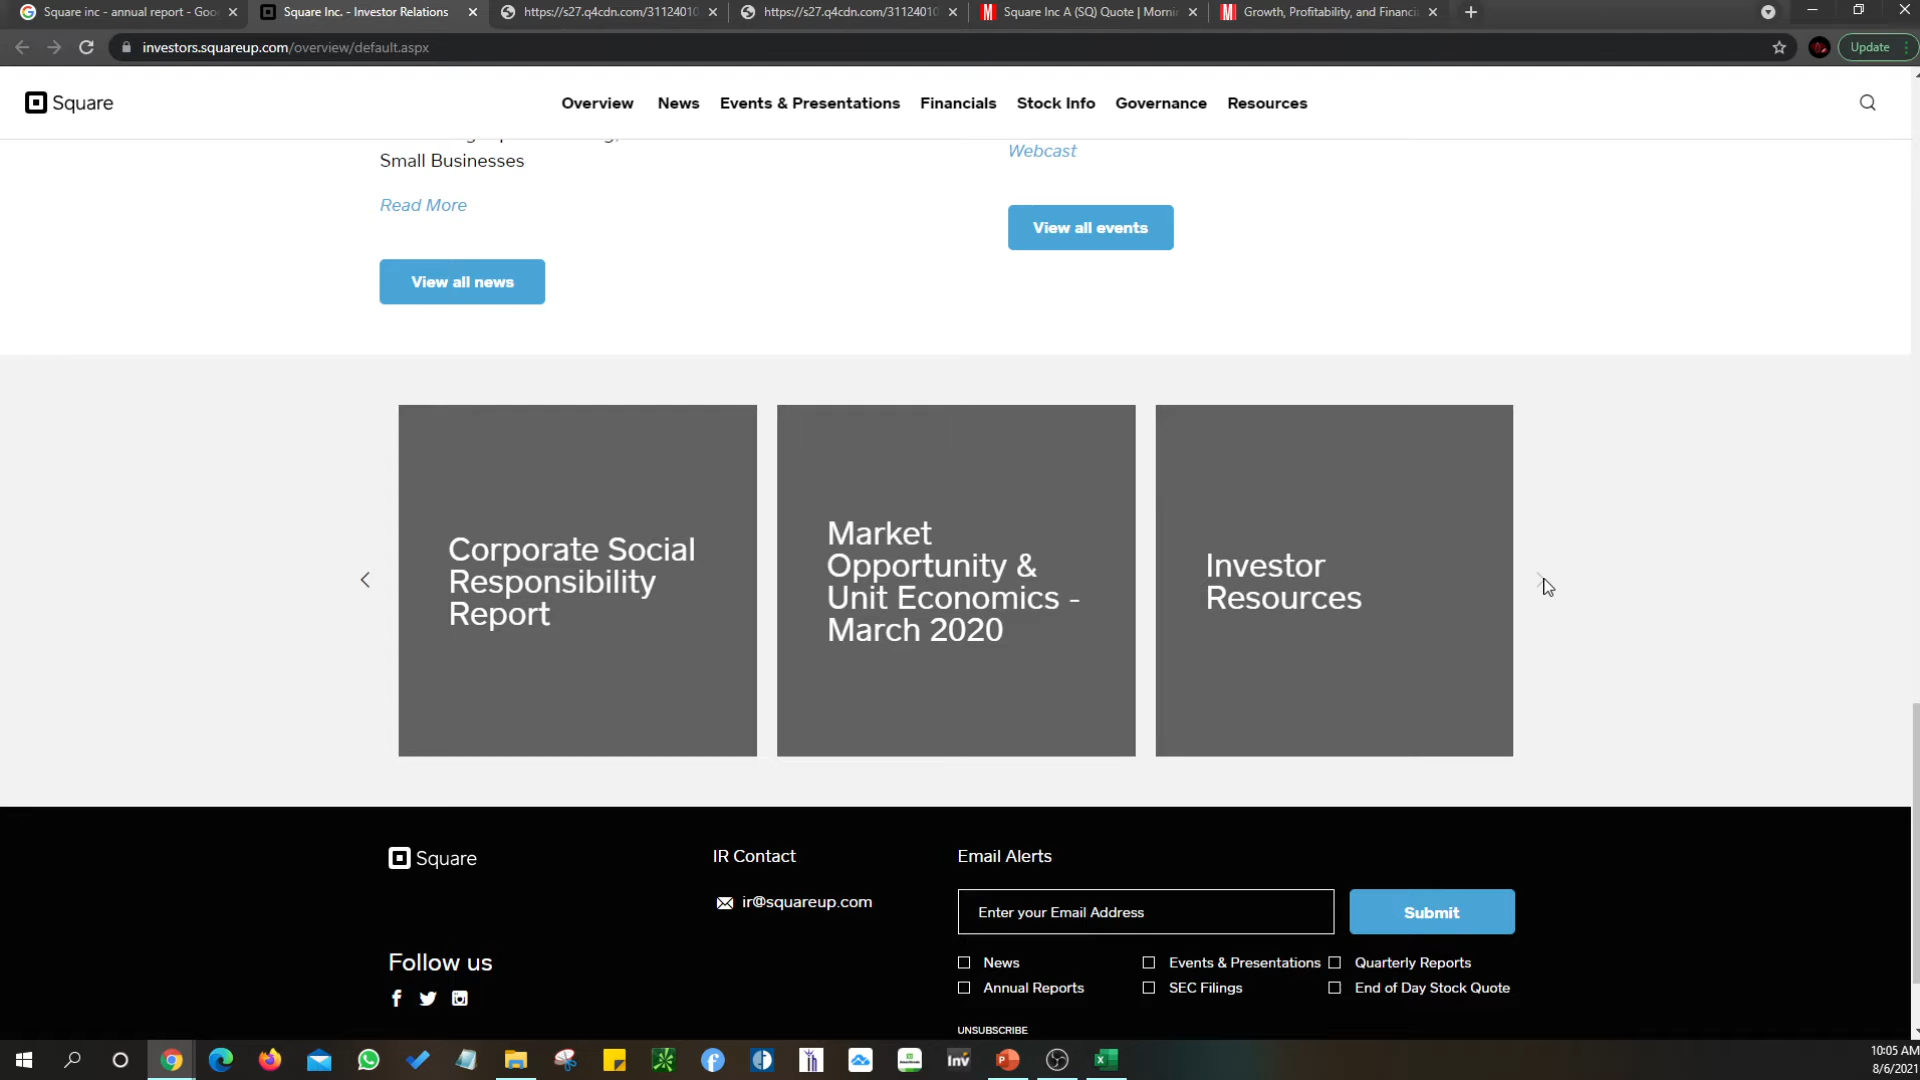 Square inc - annual report - Goo
Square Inc. - Investor Relations
https://s27.q4cdn.com/31124010
https://s27.q4cdn.com/31124010
Square Inc A (SQ) Quote | Morni
Growth, Profitability, and Financi
investors.squareup.com/overview/default.aspx
Update
Square
Overview
News
Events & Presentations
Financials
Stock Info
Governance
Resources
Small Businesses
Read More
View all news
Webcast
View all events
Corporate Social
Responsibility
Report
Market
Opportunity &
Unit Economics -
March 2020
Investor
Resources
Square
Follow us
IR Contact
ir@squareup.com
Email Alerts
Enter your Email Address
Submit
News
Events & Presentations
Quarterly Reports
Annual Reports
SEC Filings
End of Day Stock Quote
UNSUBSCRIBE
Inv
10:05 AM
8/6/2021